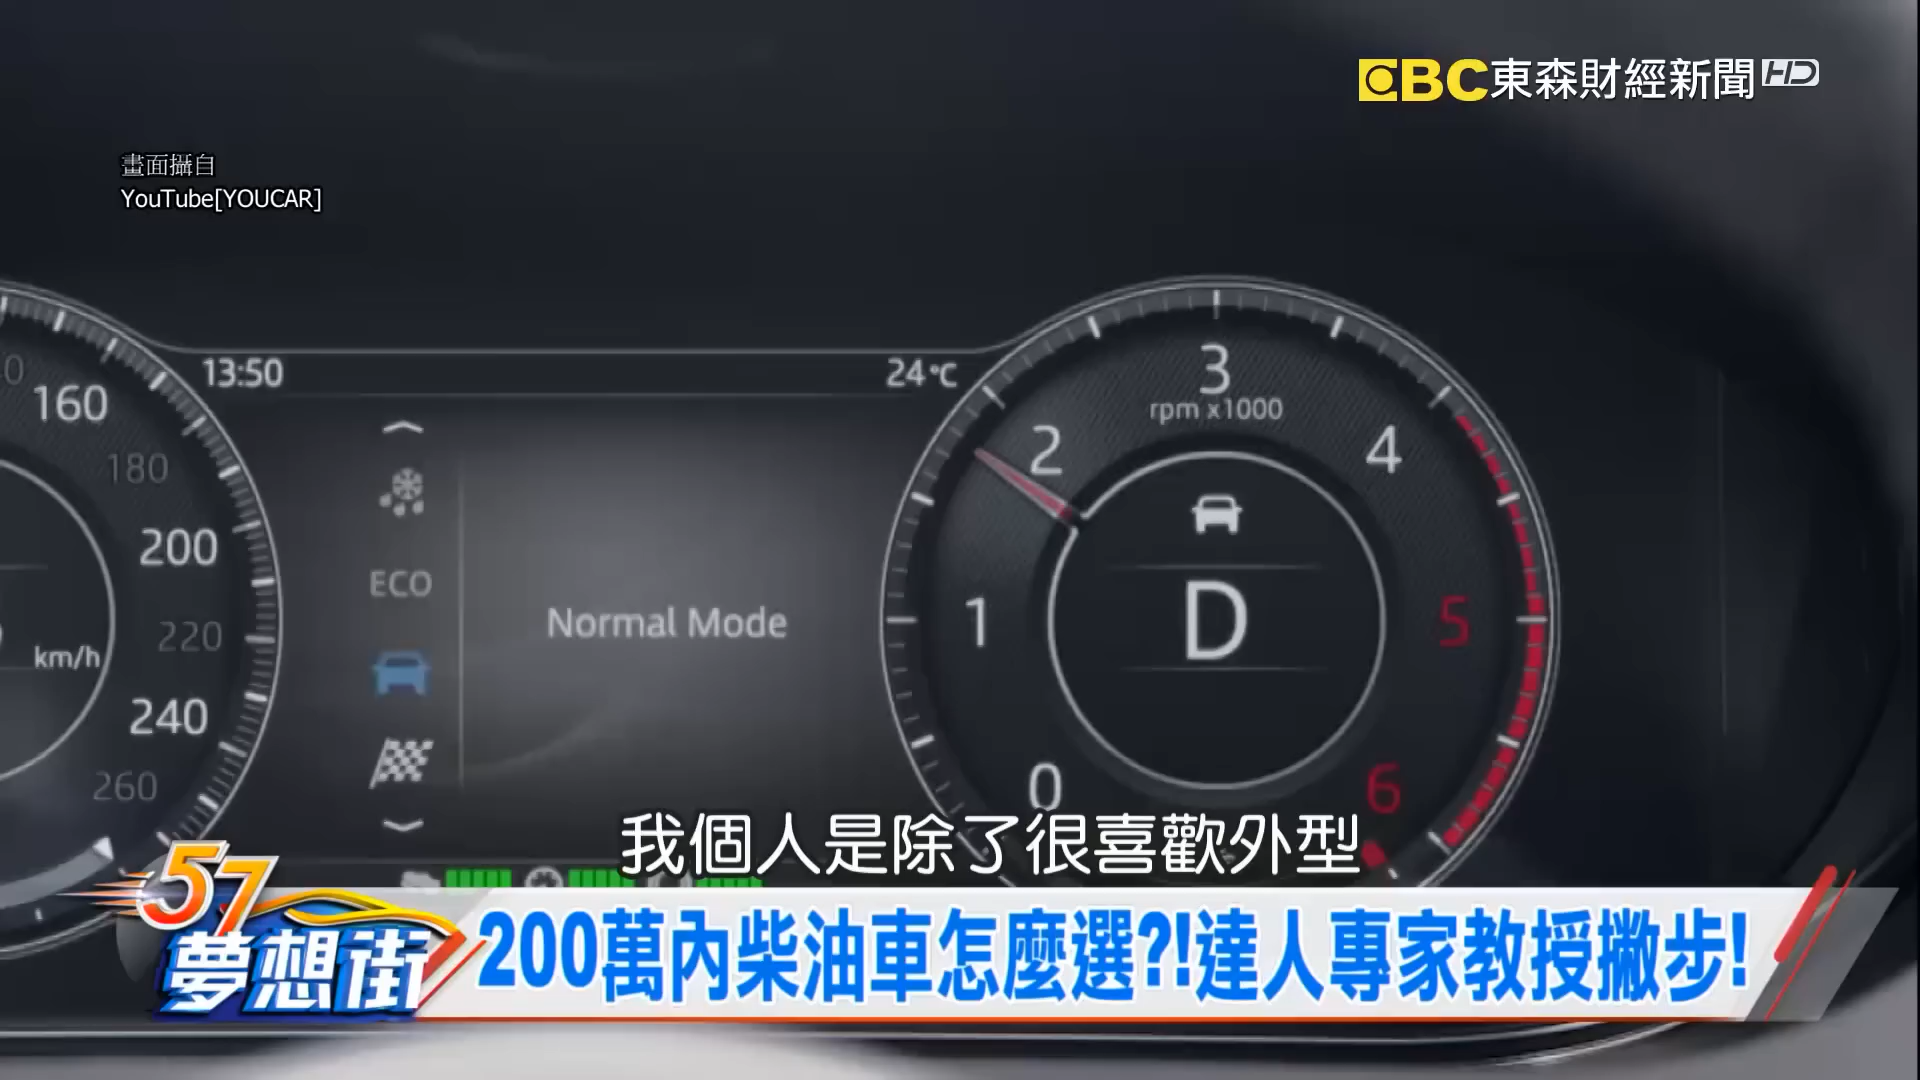 EBC東森財經新聞HD
畫面攝自
YouTube[YOUCAR]
13:50
24°C
160
180
200
220
240
260
km/h
ECO
Normal Mode
0
1
2
3
4
5
6
rpm x1000
D
我個人是除了很喜歡外型
57夢想街
200萬內柴油車怎麼選?!達人專家教授撇步!